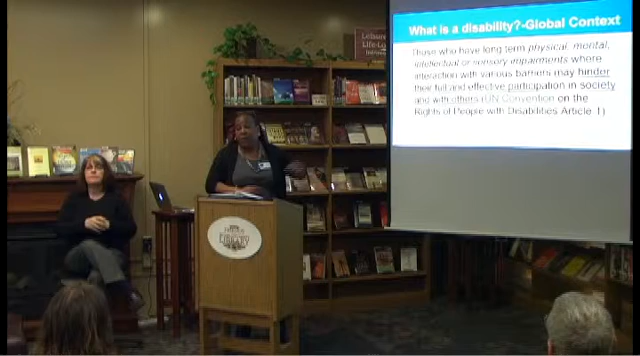 What is a disability?-Global Context
Those who have long term physical, mental,
intellectual or sensory impairments where
interaction with various barriers may hinder
their full and effective participation in society
and with others (UN Convention on the
Rights of People with Disabilities Article 1)
LIBRARY